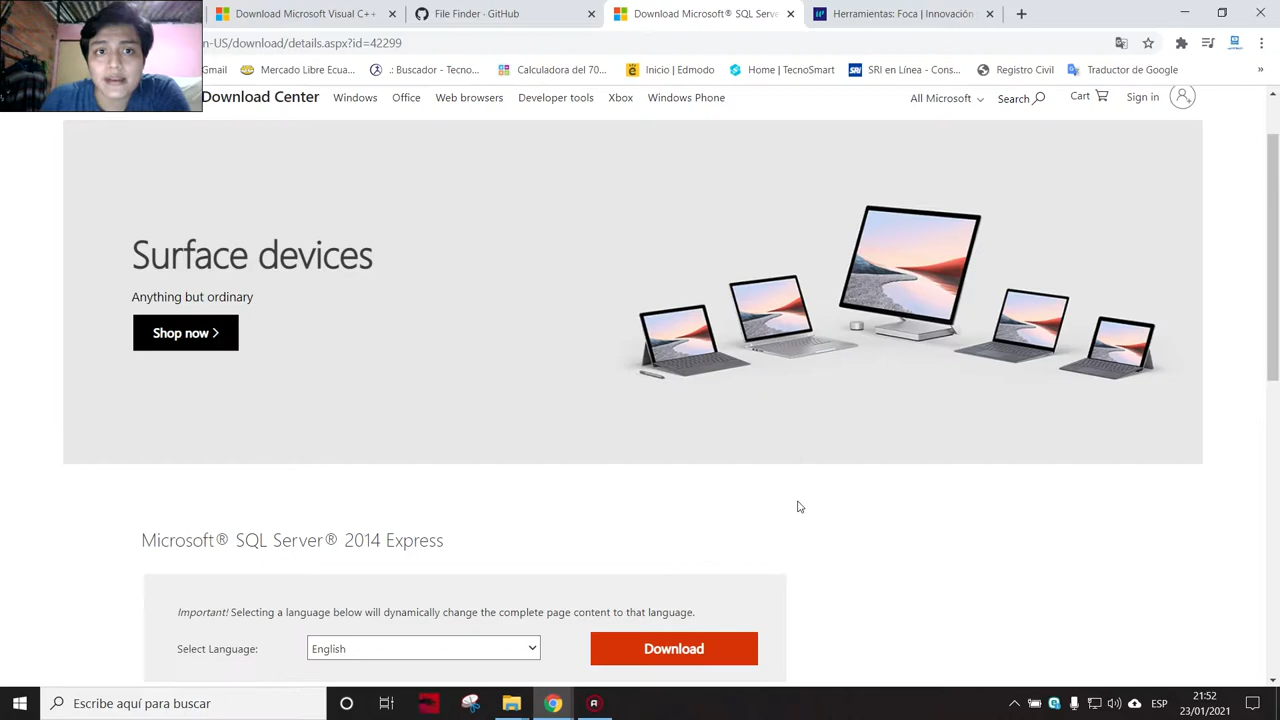 Download Microsoft Visual C++
File Finder · GitHub
Download Microsoft® SQL Serve
Herramientas: Foca | Innovación
n-US/download/details.aspx?id=42299
Gmail
Mercado Libre Ecua...
.: Buscador - Tecno...
Calculadora del 70...
Inicio | Edmodo
Home | TecnoSmart
SRI en Línea - Cons...
Registro Civil
Traductor de Google
»
Download Center
Windows
Office
Web browsers
Developer tools
Xbox
Windows Phone
All Microsoft
Search
Cart
Sign in
Surface devices
Anything but ordinary
Shop now
Microsoft® SQL Server® 2014 Express
Important! Selecting a language below will dynamically change the complete page content to that language.
Select Language:
English
Download
Escribe aquí para buscar
ESP
21:52
23/01/2021